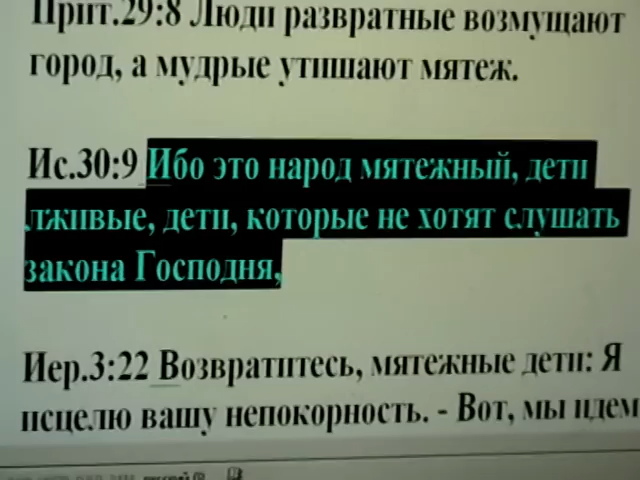 Притч.29:8 Люди развратные возмущают
город, а мудрые утишают мятеж.
Ис.30:9 Ибо это народ мятежный, дети
лживые, дети, которые не хотят слушать
закона Господня,
Иер.3:22 Возвратитесь, мятежные дети: Я
исцелю вашу непокорность. - Вот, мы идем